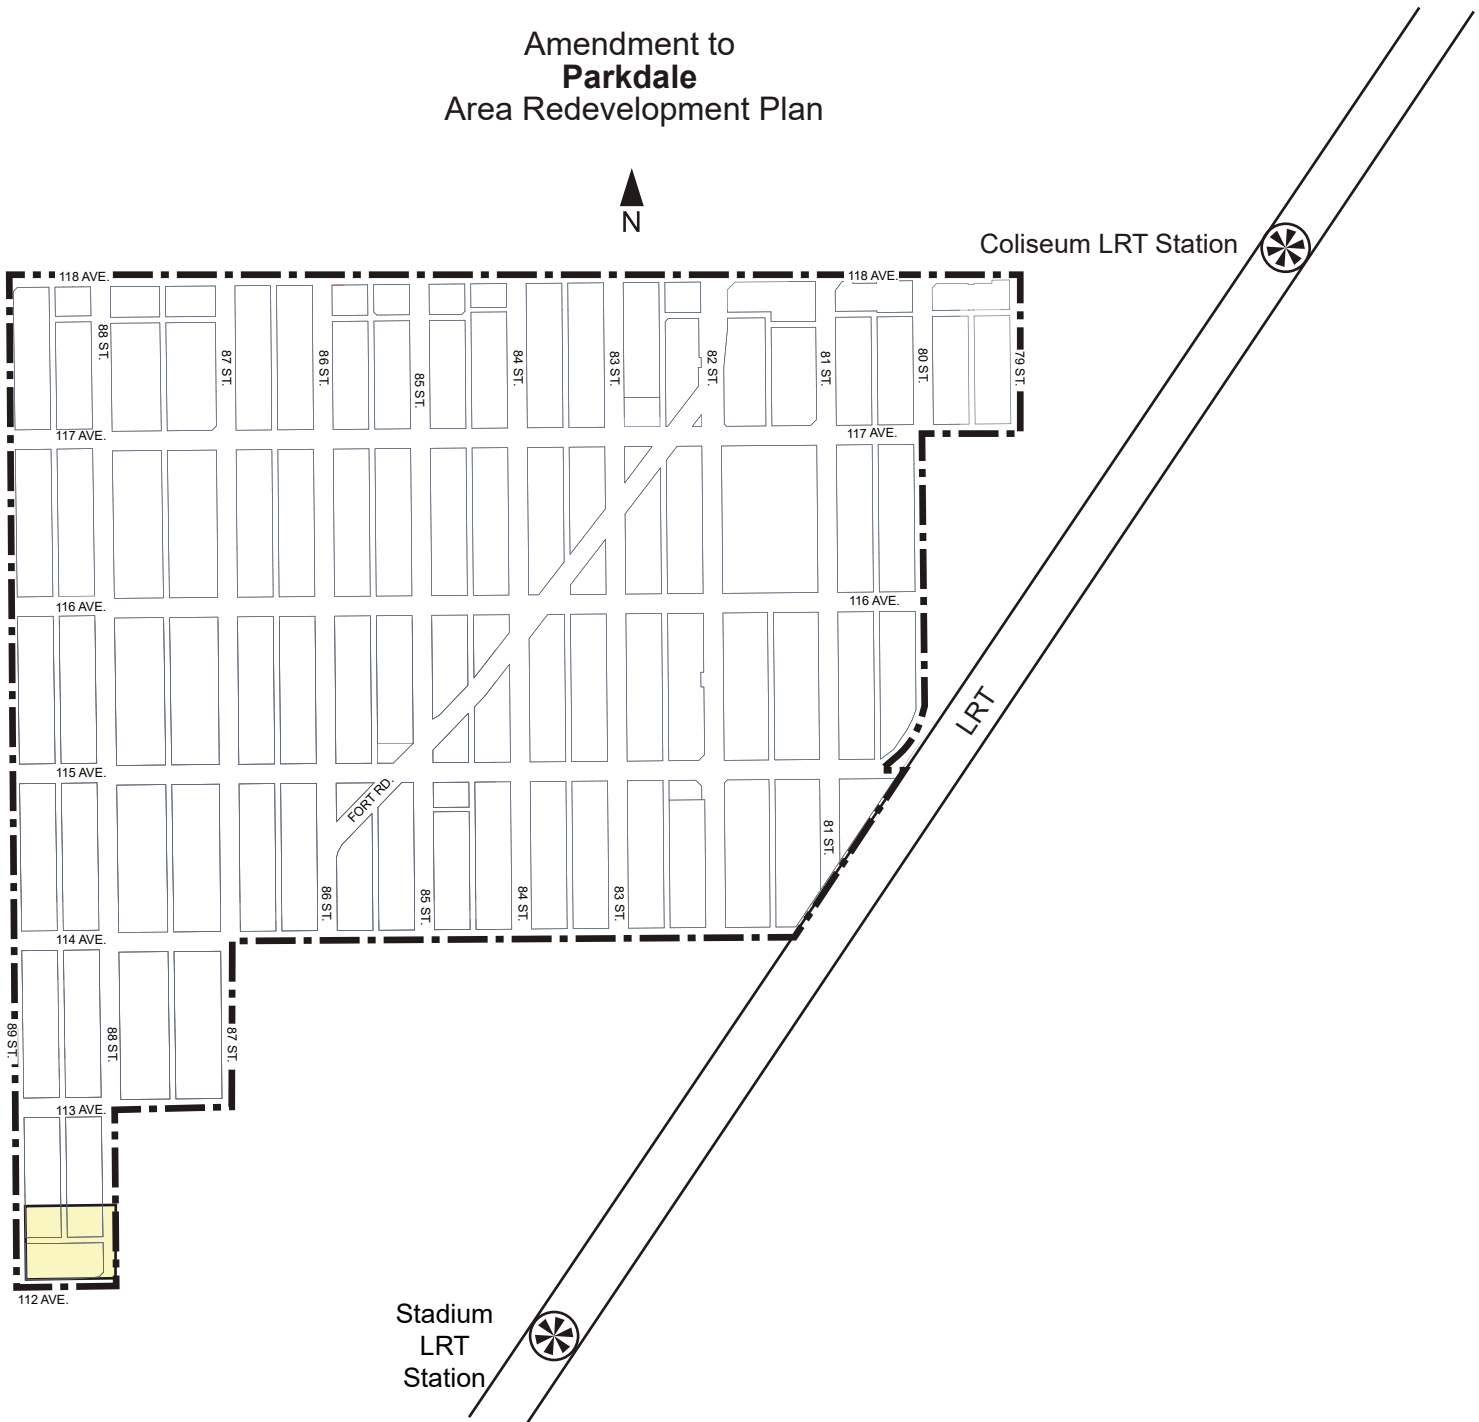 Amendment to
Parkdale
Area Redevelopment Plan
N
Coliseum LRT Station
118 AVE.
118 AVE.
88 ST.
87 ST.
86 ST.
85 ST.
84 ST.
83 ST.
82 ST.
81 ST.
80 ST.
79 ST.
117 AVE.
117 AVE.
116 AVE.
116 AVE.
LRT
115 AVE.
FORT RD.
81 ST.
86 ST.
85 ST.
84 ST.
83 ST.
114 AVE.
89 ST.
88 ST.
87 ST.
113 AVE.
112 AVE.
Stadium
LRT
Station